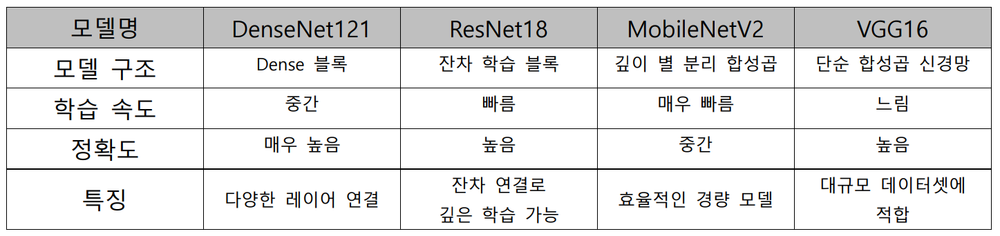 모델명 DenseNet121 ResNet18 MobileNetV2 VGG16
모델 구조 Dense 블록 잔차 학습 블록 깊이 별 분리 합성곱 단순 합성곱 신경망
학습 속도 중간 빠름 매우 빠름 느림
정확도 매우 높음 높음 중간 높음
특징 다양한 레이어 연결 잔차 연결로 깊은 학습 가능 효율적인 경량 모델 대규모 데이터셋에 적합